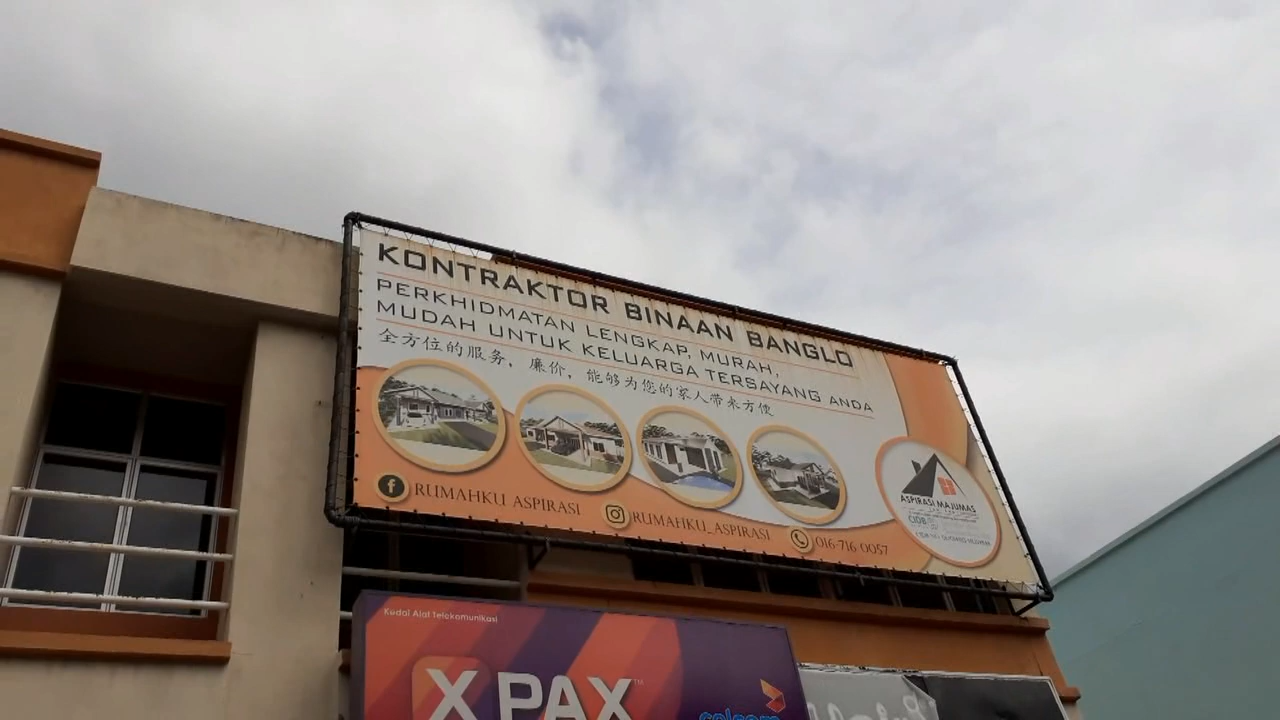 KONTRAKTOR BINAAN BANGLO
PERKHIDMATAN LENGKAP, MURAH,
MUDAH UNTUK KELUARGA TERSAYANG ANDA
全方位的服务，廉价，能够为您的家人带来方便
RUMAHKU ASPIRASI
RUMAHKU_ASPIRASI
016-716 0057
ASPIRASI MAJUMAS
CIDB
Kedai Alat Telekomunikasi
X PAX™
celcom